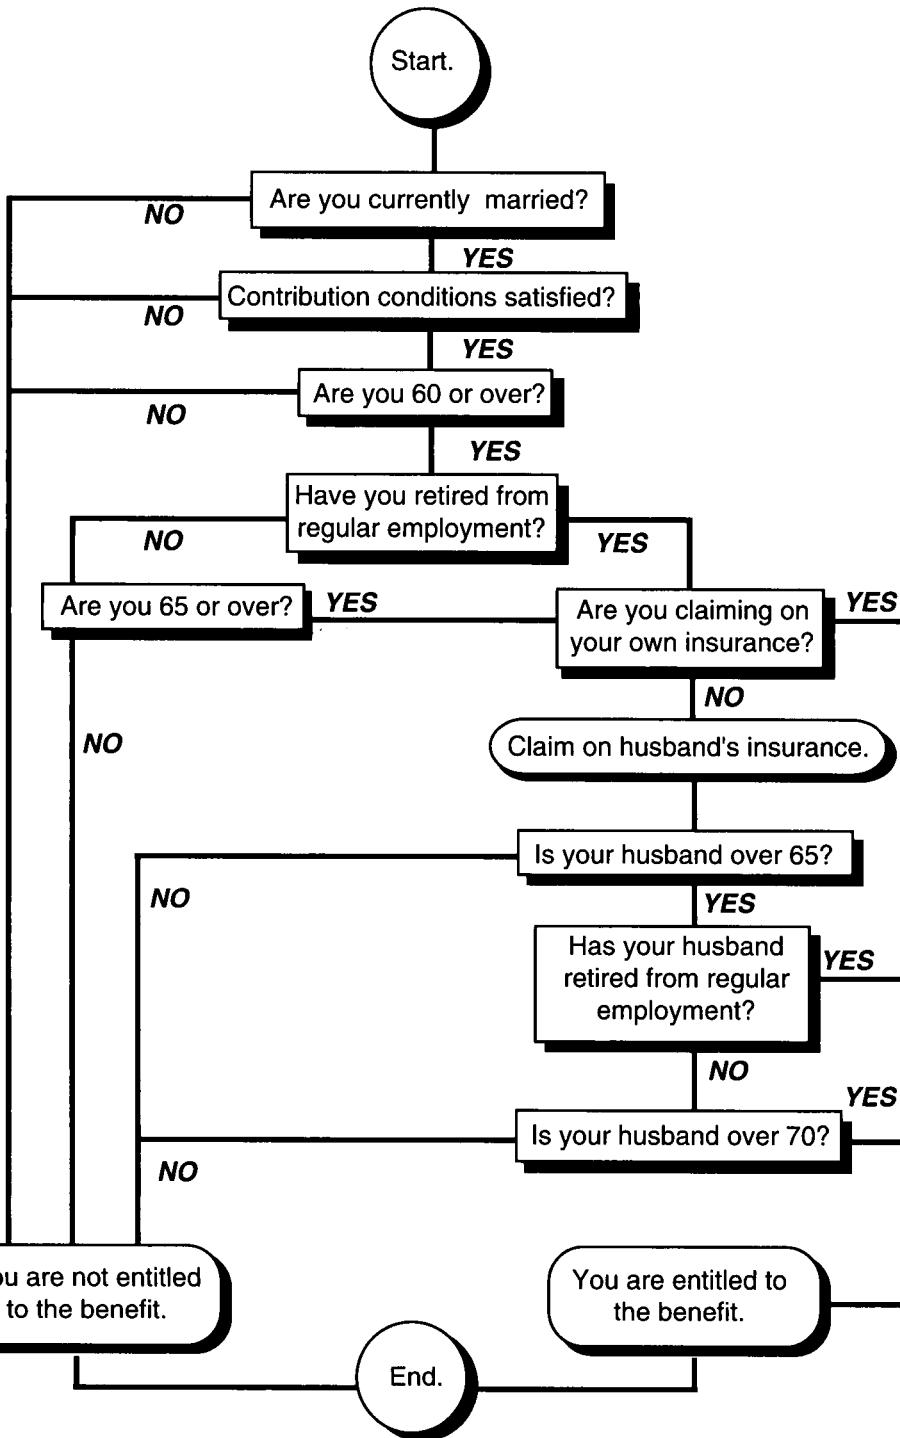 Start.
Are you currently married?
NO
YES
Contribution conditions satisfied?
NO
YES
Are you 60 or over?
NO
YES
Have you retired from
regular employment?
NO
YES
Are you 65 or over?
YES
Are you claiming on
your own insurance?
YES
NO
NO
Claim on husband's insurance.
Is your husband over 65?
NO
YES
Has your husband
retired from regular
employment?
YES
NO
YES
Is your husband over 70?
NO
ou are not entitled
to the benefit.
You are entitled to
the benefit.
End.